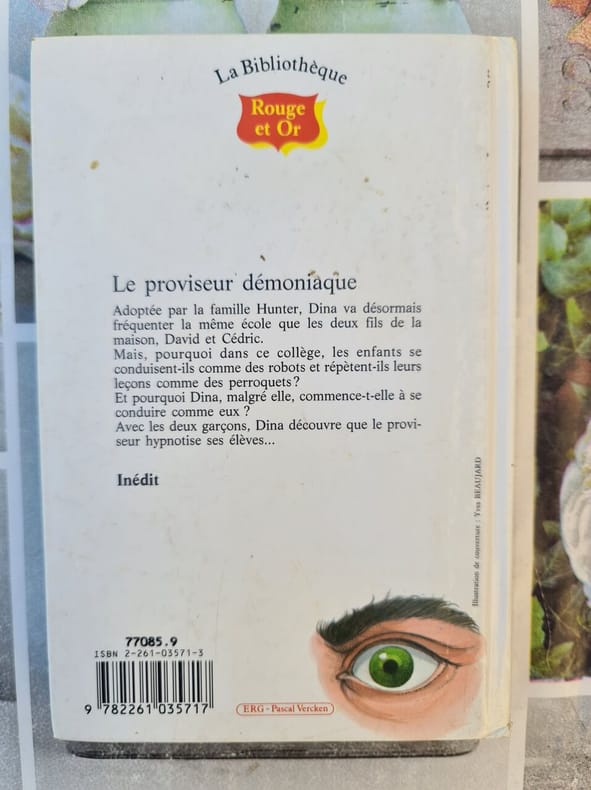 La Bibliothèque
Rouge
et Or
Le proviseur démoniaque
Adoptée par la famille Hunter, Dina va désormais
fréquenter la même école que les deux fils de la
maison, David et Cédric.
Mais, pourquoi dans ce collège, les enfants se
conduisent-ils comme des robots et répètent-ils leurs
leçons comme des perroquets ?
Et pourquoi Dina, malgré elle, commence-t-elle à se
conduire comme eux ?
Avec les deux garçons, Dina découvre que le provi-
seur hypnotise ses élèves...
Inédit
Illustration de couverture : Yves BEAUJARD
77085.9
ISBN 2-261-03571-3
9 782261 035717
ERG - Pascal Vercken